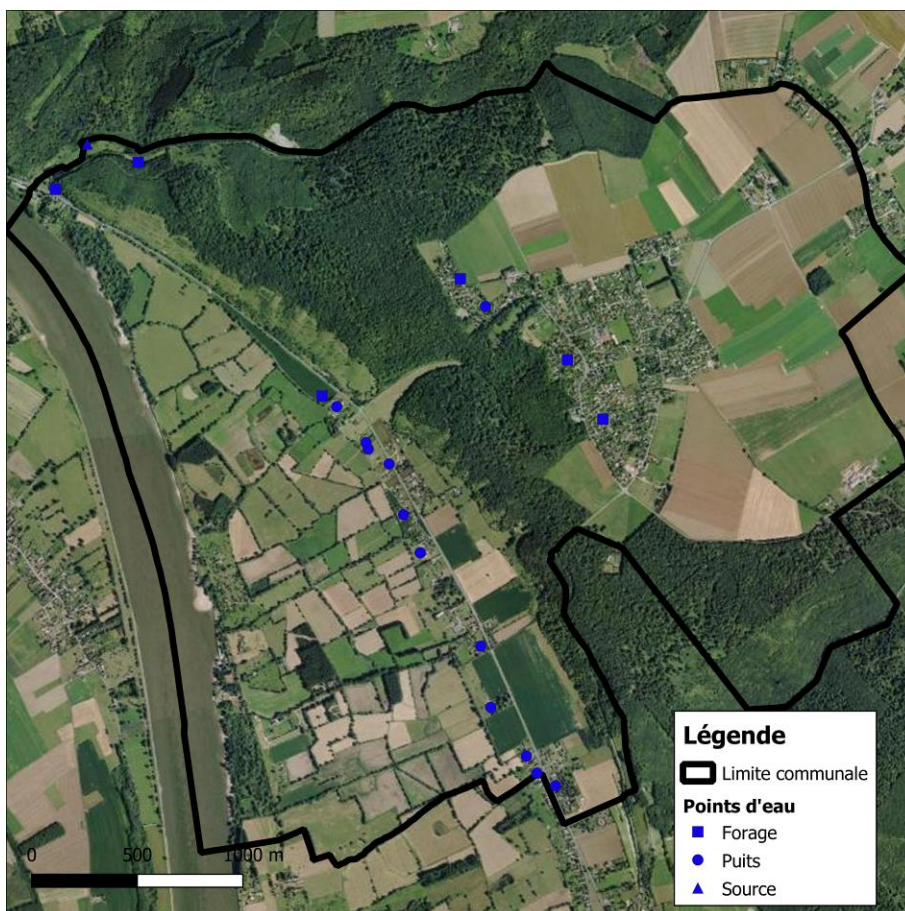 Légende
Limite communale
Points d'eau
Forage
Puits
Source
0 500 1000 m